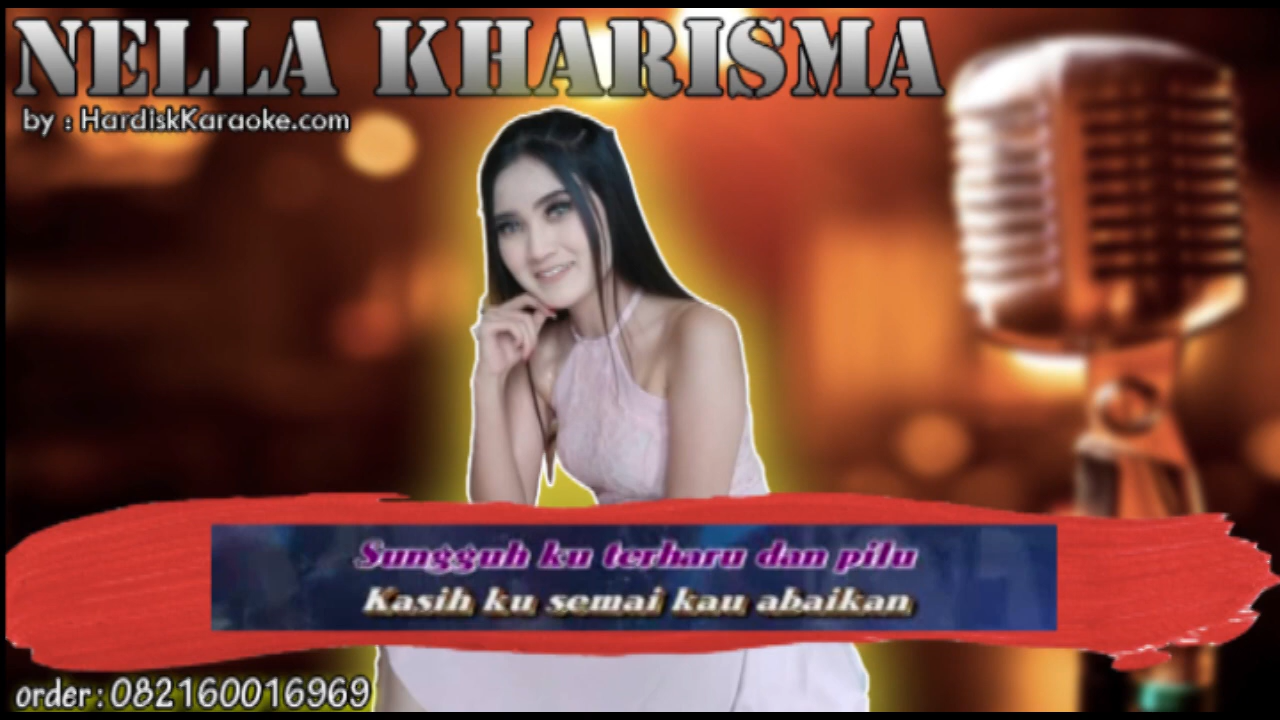 NELLA KHARISMA
by : HardiskKaraoke.com
Sungguh ku terharu dan pilu
Kasih ku semai kau abaikan
order : 082160016969